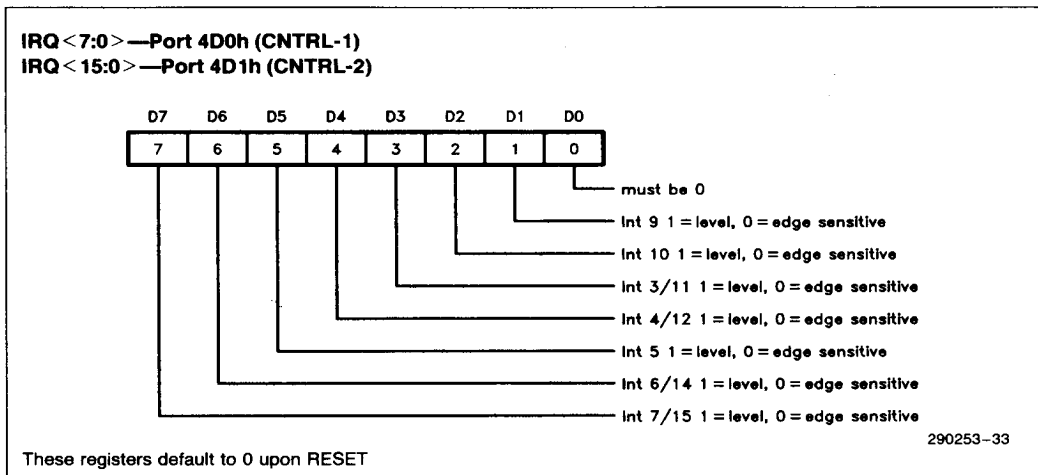 IRQ<7:0>—Port 4D0h (CNTRL-1)
IRQ<15:0>—Port 4D1h (CNTRL-2)
D7 D6 D5 D4 D3 D2 D1 D0
7 6 5 4 3 2 1 0
must be 0
Int 9 1 = level, 0 = edge sensitive
Int 10 1 = level, 0 = edge sensitive
Int 3/11 1 = level, 0 = edge sensitive
Int 4/12 1 = level, 0 = edge sensitive
Int 5 1 = level, 0 = edge sensitive
Int 6/14 1 = level, 0 = edge sensitive
Int 7/15 1 = level, 0 = edge sensitive
290253–33
These registers default to 0 upon RESET